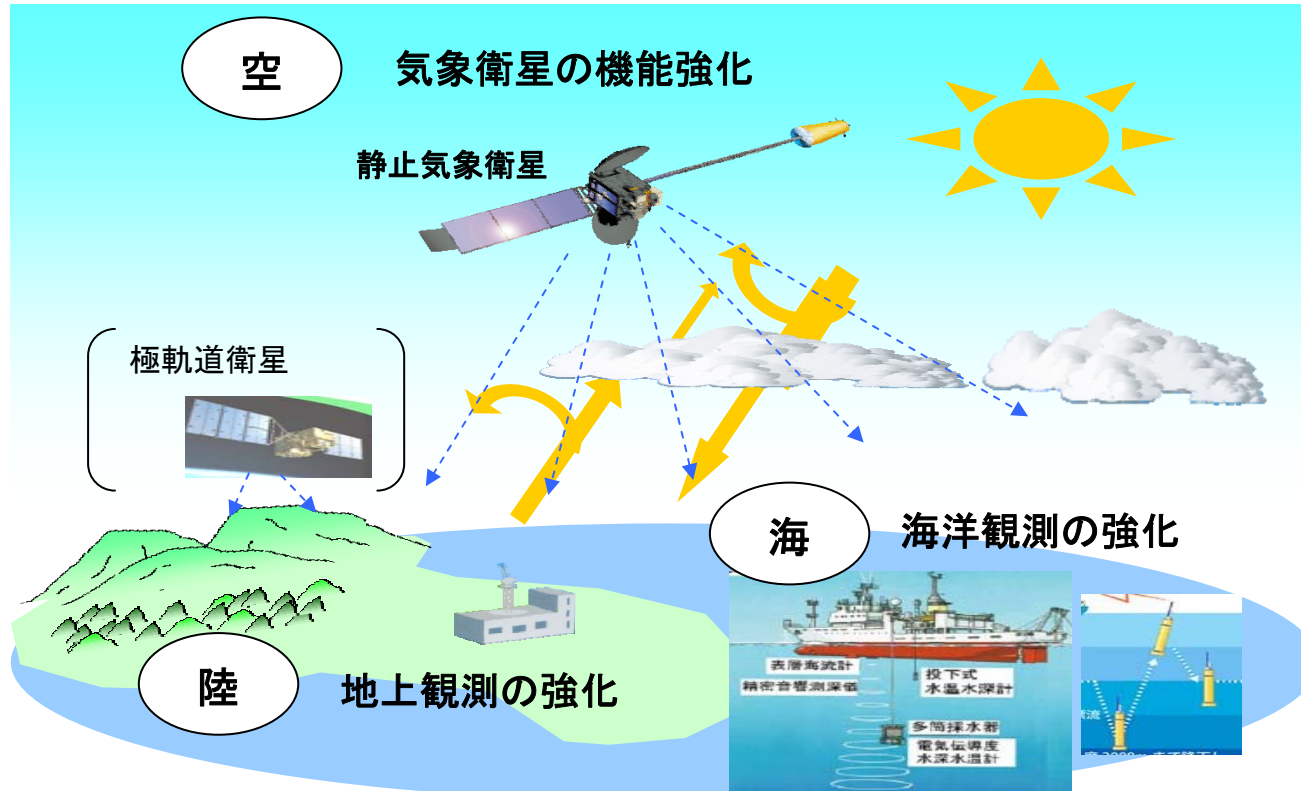 空
気象衛星の機能強化
静止気象衛星
極軌道衛星
海
海洋観測の強化
表層海流計
精密音響測深儀
投下式
水温水深計
多筒採水器
電気伝導度
水深水温計
陸
地上観測の強化